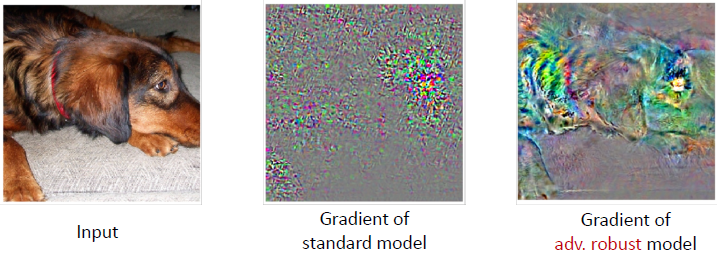 Input
Gradient of
standard model
Gradient of
adv. robust model